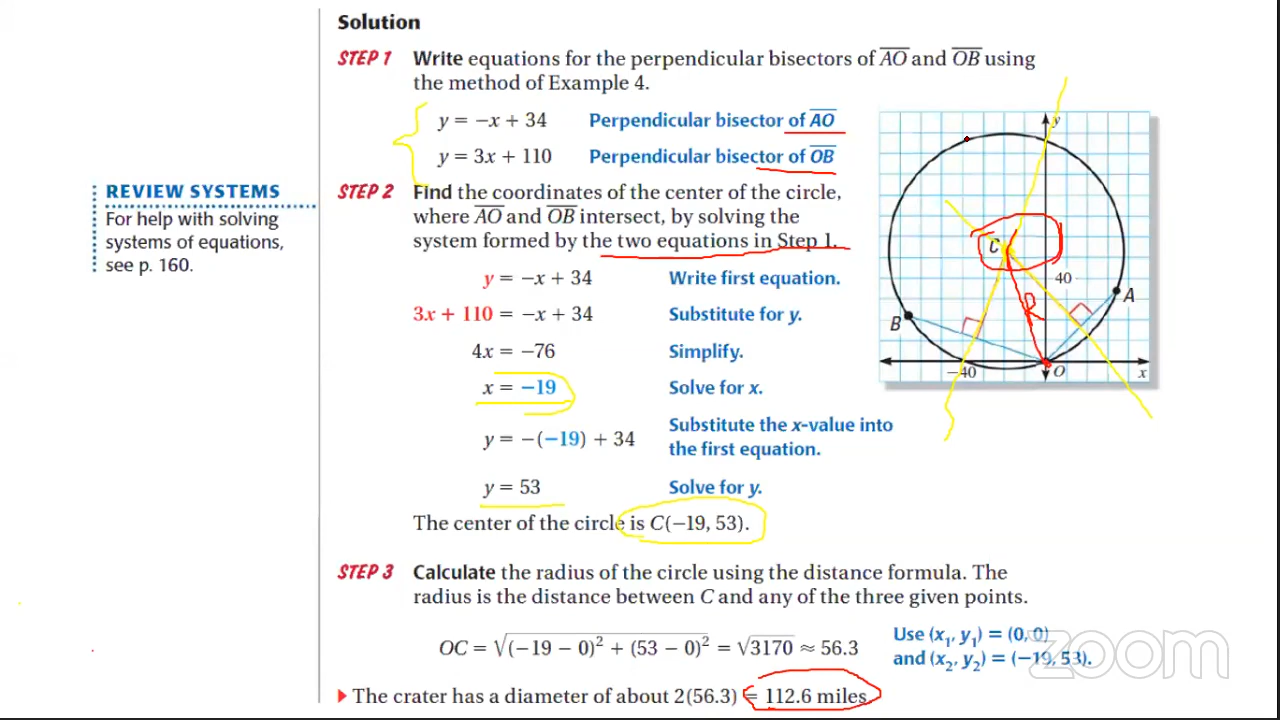 Solution
STEP 1 Write equations for the perpendicular bisectors of AO and OB using
the method of Example 4.
y = −x + 34 Perpendicular bisector of AO
y = 3x + 110 Perpendicular bisector of OB
REVIEW SYSTEMS
For help with solving
systems of equations,
see p. 160.
STEP 2 Find the coordinates of the center of the circle,
where AO and OB intersect, by solving the
system formed by the two equations in Step 1.
y = −x + 34 Write first equation.
3x + 110 = −x + 34 Substitute for y.
4x = −76 Simplify.
x = −19 Solve for x.
y = −(−19) + 34 Substitute the x-value into
the first equation.
y = 53 Solve for y.
The center of the circle is C(−19, 53).
y
C
40
A
B
R
−40
O
x
STEP 3 Calculate the radius of the circle using the distance formula. The
radius is the distance between C and any of the three given points.
OC = √(−19 − 0)² + (53 − 0)² = √3170 ≈ 56.3
Use (x₁, y₁) = (0, 0)
and (x₂, y₂) = (−19, 53).
The crater has a diameter of about 2(56.3) = 112.6 miles.
zoom